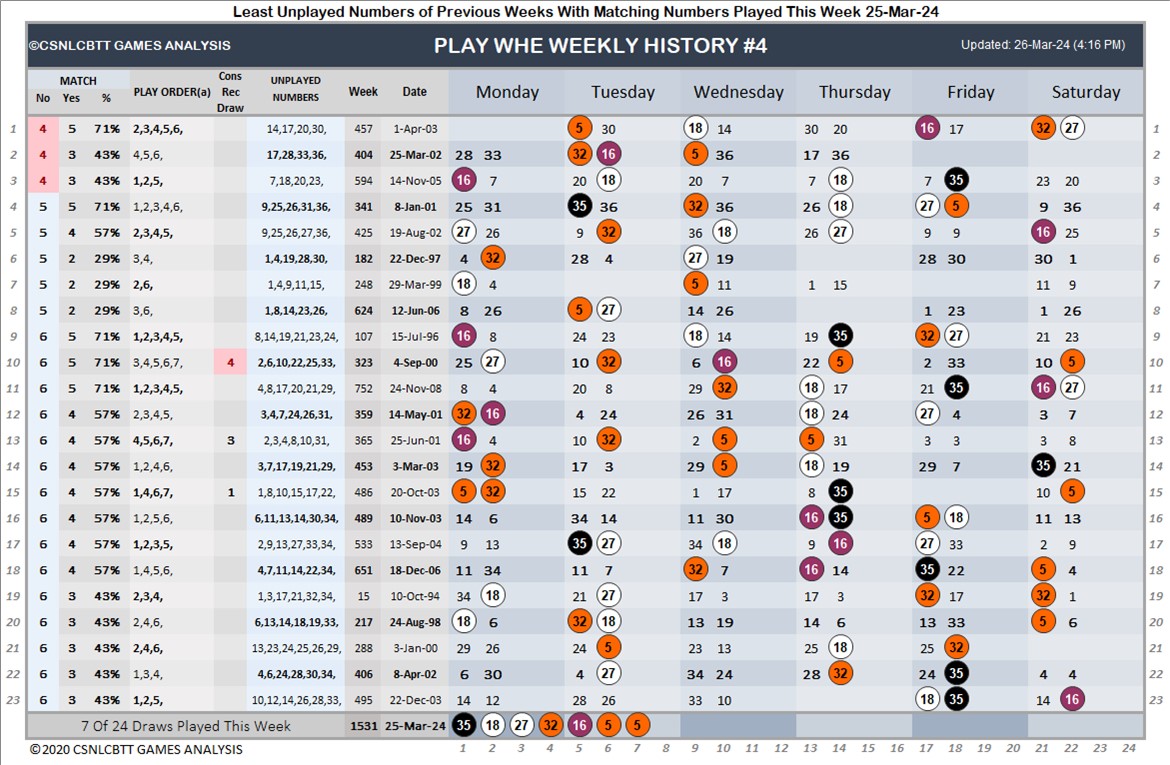 Least Unplayed Numbers of Previous Weeks With Matching Numbers Played This Week 25-Mar-24
©CSNLCBTT GAMES ANALYSIS PLAY WHE WEEKLY HISTORY #4 Updated: 26-Mar-24 (4:16 PM)
MATCH Cons UNPLAYED
No Yes % PLAY ORDER(a) Rec NUMBERS Week Date Monday Tuesday Wednesday Thursday Friday Saturday
Draw
1 4 5 71% 2,3,4,5,6, 14,17,20,30, 457 1-Apr-03 5 30 18 14 30 20 16 17 32 27 1
2 4 3 43% 4,5,6, 17,28,33,36, 404 25-Mar-02 28 33 32 16 5 36 17 36 2
3 4 3 43% 1,2,5, 7,18,20,23, 594 14-Nov-05 16 7 20 18 20 7 7 18 7 35 23 20 3
4 5 5 71% 1,2,3,4,6, 9,25,26,31,36, 341 8-Jan-01 25 31 35 36 32 36 26 18 27 5 9 36 4
5 5 4 57% 2,3,4,5, 9,25,26,27,36, 425 19-Aug-02 27 26 9 32 36 18 26 27 9 9 16 25 5
6 5 2 29% 3,4, 1,4,19,28,30, 182 22-Dec-97 4 32 28 4 27 19 28 30 30 1 6
7 5 2 29% 2,6, 1,4,9,11,15, 248 29-Mar-99 18 4 5 11 1 15 11 9 7
8 5 2 29% 3,6, 1,8,14,23,26, 624 12-Jun-06 8 26 5 27 14 26 1 23 1 26 8
9 6 5 71% 1,2,3,4,5, 8,14,19,21,23,24, 107 15-Jul-96 16 8 24 23 18 14 19 35 32 27 21 23 9
10 6 5 71% 3,4,5,6,7, 4 2,6,10,22,25,33, 323 4-Sep-00 25 27 10 32 6 16 22 5 2 33 10 5 10
11 6 5 71% 1,2,3,4,5, 4,8,17,20,21,29, 752 24-Nov-08 8 4 20 8 29 32 18 17 21 35 16 27 11
12 6 4 57% 2,3,4,5, 3,4,7,24,26,31, 359 14-May-01 32 16 4 24 26 31 18 24 27 4 3 7 12
13 6 4 57% 4,5,6,7, 3 2,3,4,8,10,31, 365 25-Jun-01 16 4 10 32 2 5 5 31 3 3 3 8 13
14 6 4 57% 1,2,4,6, 3,7,17,19,21,29, 453 3-Mar-03 19 32 17 3 29 5 18 19 29 7 35 21 14
15 6 4 57% 1,4,6,7, 1 1,8,10,15,17,22, 486 20-Oct-03 5 32 15 22 1 17 8 35 10 5 15
16 6 4 57% 1,2,5,6, 6,11,13,14,30,34, 489 10-Nov-03 14 6 34 14 11 30 16 35 5 18 11 13 16
17 6 4 57% 1,2,3,5, 2,9,13,27,33,34, 533 13-Sep-04 9 13 35 27 34 18 9 16 27 33 2 9 17
18 6 4 57% 1,4,5,6, 4,7,11,14,22,34, 651 18-Dec-06 11 34 11 7 32 7 16 14 35 22 5 4 18
19 6 3 43% 2,3,4, 1,3,17,21,32,34, 15 10-Oct-94 34 18 21 27 17 3 17 3 32 17 32 1 19
20 6 3 43% 2,4,6, 6,13,14,18,19,33, 217 24-Aug-98 18 6 32 18 13 19 14 6 13 33 5 6 20
21 6 3 43% 2,4,6, 13,23,24,25,26,29, 288 3-Jan-00 29 26 24 5 23 13 25 18 25 32 21
22 6 3 43% 1,3,4, 4,6,24,28,30,34, 406 8-Apr-02 6 30 4 27 34 24 28 32 24 35 4 4 22
23 6 3 43% 1,2,5, 10,12,14,26,28,33, 495 22-Dec-03 14 12 28 26 33 10 18 35 14 16 23
7 Of 24 Draws Played This Week 1531 25-Mar-24 35 18 27 32 16 5 5
©2020 CSNLCBTT GAMES ANALYSIS 1 2 3 4 5 6 7 8 9 10 11 12 13 14 15 16 17 18 19 20 21 22 23 24